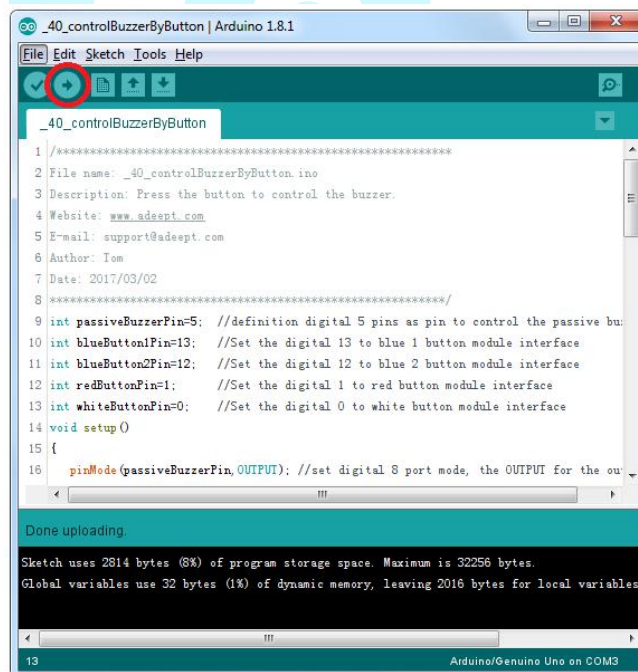 _40_controlBuzzerByButton | Arduino 1.8.1
File Edit Sketch Tools Help
_40_controlBuzzerByButton
1 /***********************************************************
2 File name: _40_controlBuzzerByButton.ino
3 Description: Press the button to control the buzzer.
4 Website: www.adeept.com
5 E-mail: support@adeept.com
6 Author: Tom
7 Date: 2017/03/02
8 ***********************************************************/
9 int passiveBuzzerPin=5; //definition digital 5 pins as pin to control the passive
10 int blueButton1Pin=13; //Set the digital 13 to blue 1 button module interface
11 int blueButton2Pin=12; //Set the digital 12 to blue 2 button module interface
12 int redButtonPin=1; //Set the digital 1 to red button module interface
13 int whiteButtonPin=0; //Set the digital 0 to white button module interface
14 void setup()
15 {
16 pinMode(passiveBuzzerPin,OUTPUT); //set digital 8 port mode, the OUTPUT for the
Done uploading.
Sketch uses 2814 bytes (8%) of program storage space. Maximum is 32256 bytes.
Global variables use 32 bytes (1%) of dynamic memory, leaving 2016 bytes for local variables
13 Arduino/Genuino Uno on COM3